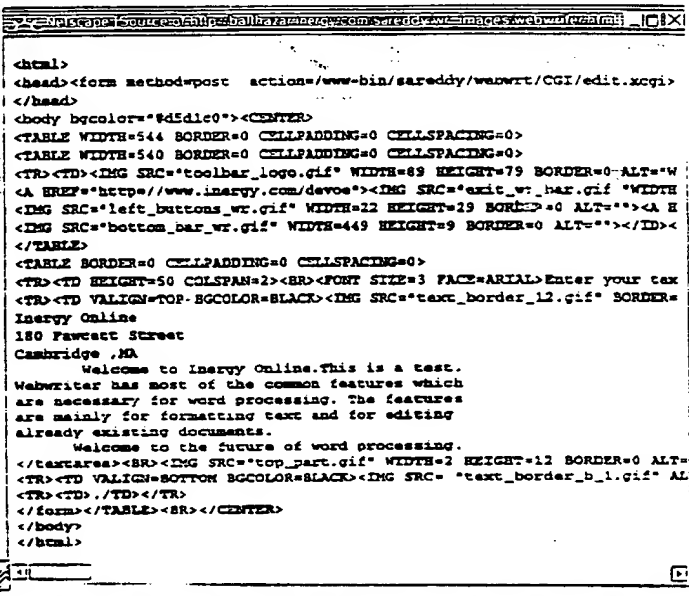 <html>
<head><form method=post action=/www-bin/sareddy/webwrt/CGI/edit.xcgi>
</head>
<body bgcolor="#d5d1c0"><CENTER>
<TABLE WIDTH=544 BORDER=0 CELLPADDING=0 CELLSPACING=0>
<TABLE WIDTH=540 BORDER=0 CELLPADDING=0 CELLSPACING=0>
<TR><TD><IMG SRC="toolbar_logo.gif" WIDTH=89 HEIGHT=79 BORDER=0 ALT="W
<A HREF="http=//www.inergy.com/devoe"><IMG SRC="exit_wr_bar.gif "WIDTH
<IMG SRC="left_buttons_wr.gif" WIDTH=22 HEIGHT=29 BORDER=0 ALT=""><A H
<IMG SRC="bottom_bar_wr.gif" WIDTH=449 HEIGHT=9 BORDER=0 ALT=""></TD><
</TABLE>
<TABLE BORDER=0 CELLPADDING=0 CELLSPACING=0>
<TR><TD HEIGHT=50 COLSPAN=2><BR><FONT SIZE=3 FACE=ARIAL>Enter your tex
<TR><TD VALIGN=TOP BGCOLOR=BLACK><IMG SRC="text_border_12.gif" BORDER=
Inergy Online
180 Fawcett Street
Cambridge ,MA
Welcome to Inergy Online.This is a test.
Webwriter has most of the common features which
are necessary for word processing. The features
are mainly for formatting text and for editing
already existing documents.
Welcome to the future of word processing.
</textarea><BR><IMG SRC="top_part.gif" WIDTH=2 HEIGHT=12 BORDER=0 ALT=
<TR><TD VALIGN=BOTTOM BGCOLOR=BLACK><IMG SRC= "text_border_b_1.gif" AL
<TR><TD>./TD></TR>
</form></TABLE><BR></CENTER>
</body>
</html>